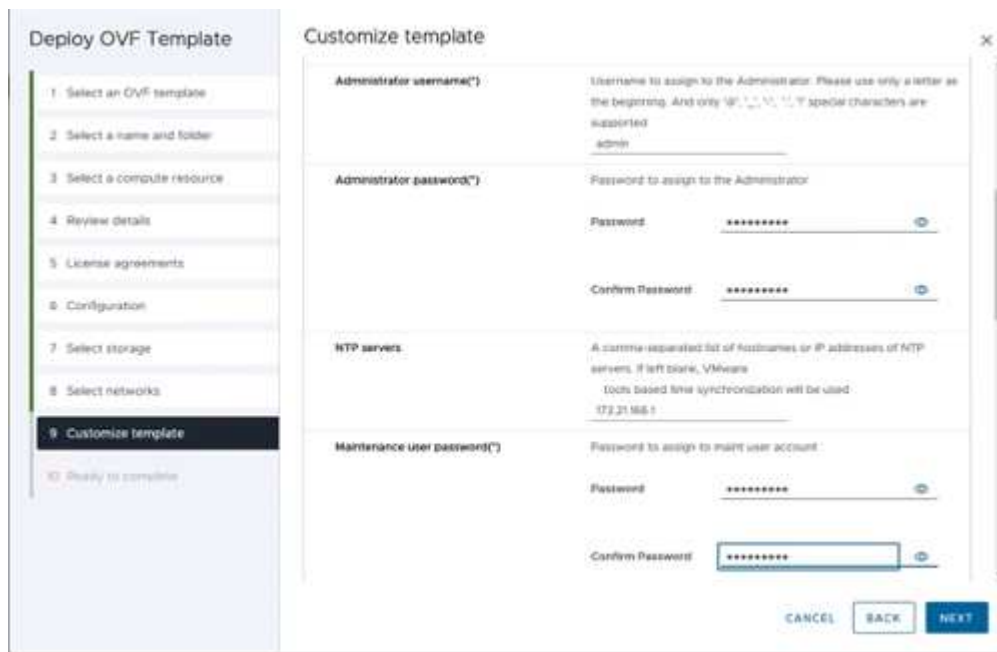 Deploy OVF Template
1 Select an OVF template
2 Select a name and folder
3 Select a compute resource
4 Review details
5 License agreements
6 Configuration
7 Select storage
8 Select networks
9 Customize template
10 Ready to complete
Customize template
Administrator username(*)
Username to assign to the Administrator. Please use only a letter as
the beginning. And only special characters are
supported
admin
Administrator password(*)
Password to assign to the Administrator
Password
•••••••••
Confirm Password
•••••••••
NTP servers
A comma-separated list of hostnames or IP addresses of NTP
servers. If left blank, VMware
tools based time synchronization will be used
172.21.166.1
Maintenance user password(*)
Password to assign to maint user account
Password
•••••••••
Confirm Password
•••••••••
CANCEL
BACK
NEXT